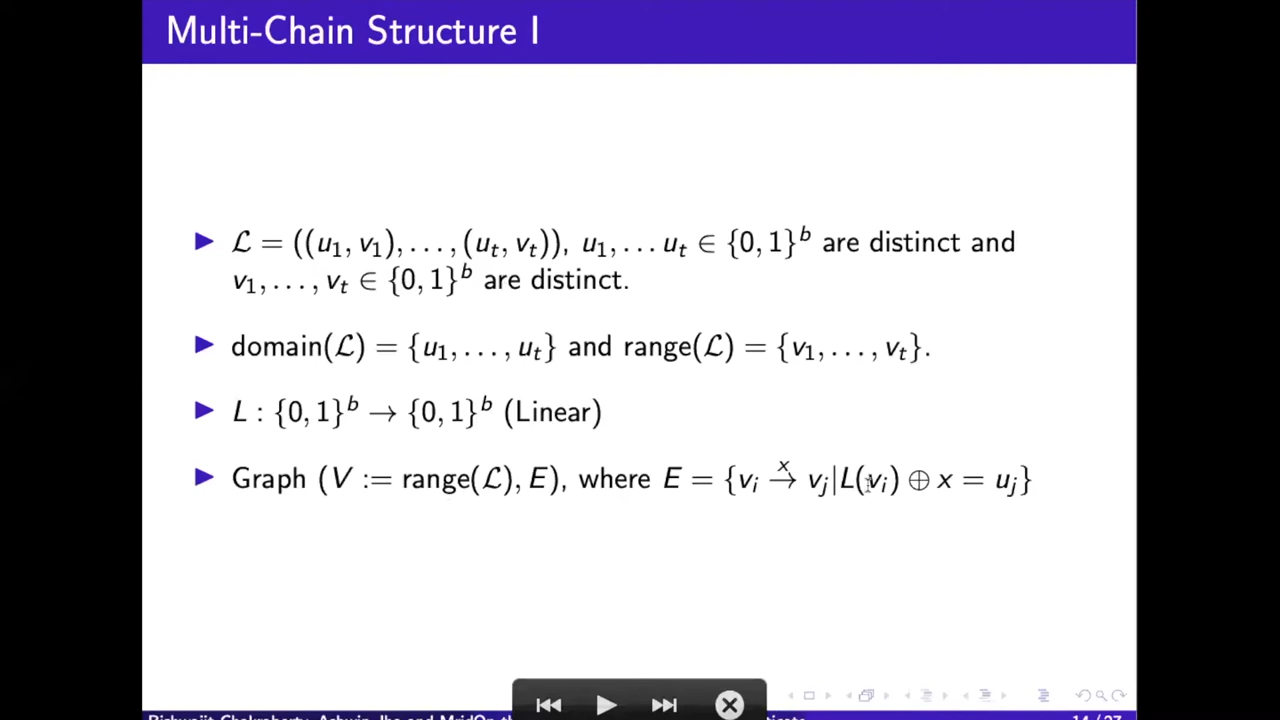 Multi-Chain Structure I
▶ ℒ = ((u₁, v₁), . . . , (uₜ, vₜ)), u₁, . . . uₜ ∈ {0, 1}ᵇ are distinct and
v₁, . . . , vₜ ∈ {0, 1}ᵇ are distinct.
▶ domain(ℒ) = {u₁, . . . , uₜ} and range(ℒ) = {v₁, . . . , vₜ}.
▶ L : {0, 1}ᵇ → {0, 1}ᵇ (Linear)
▶ Graph (V := range(ℒ), E), where E = {vᵢ →ˣ vⱼ|L(vᵢ) ⊕ x = uⱼ}
14 / 27